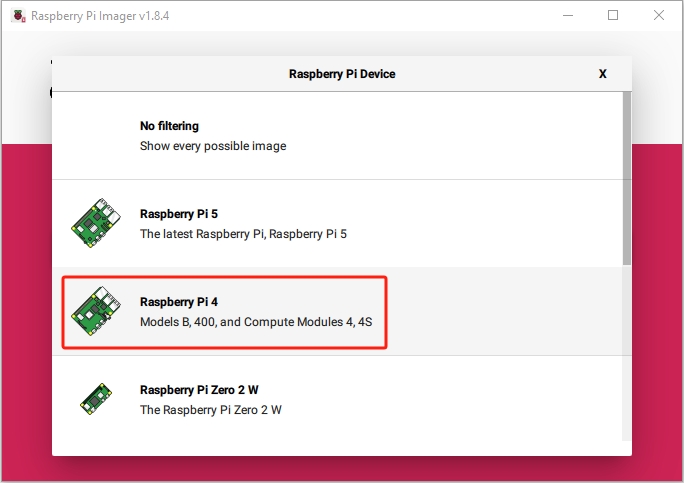 Raspberry Pi Imager v1.8.4
Raspberry Pi Device
X
No filtering
Show every possible image
Raspberry Pi 5
The latest Raspberry Pi, Raspberry Pi 5
Raspberry Pi 4
Models B, 400, and Compute Modules 4, 4S
Raspberry Pi Zero 2 W
The Raspberry Pi Zero 2 W